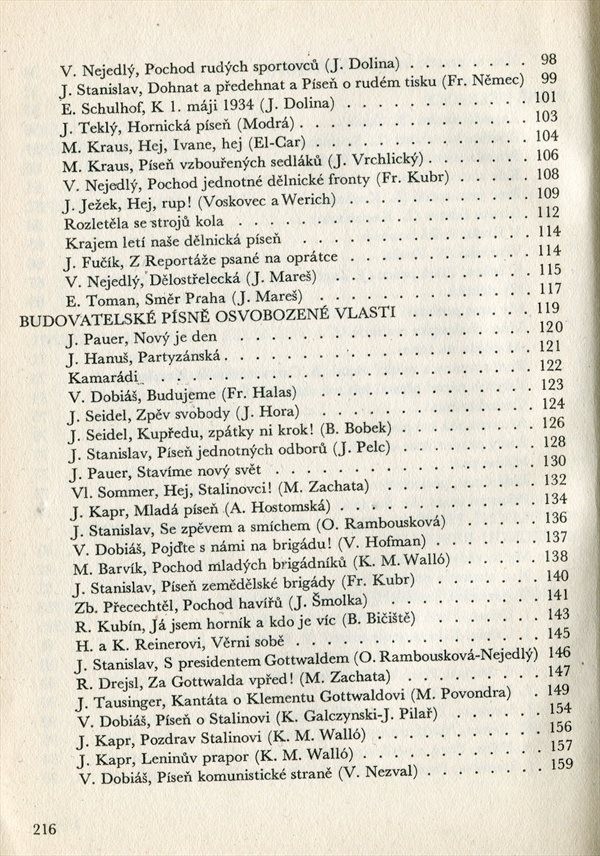 V. Nejedlý, Pochod rudých sportovců (J. Dolina) . . . . . . . . 98
J. Stanislav, Dohnat a předehnat a Píseň o rudém tisku (Fr. Němec) 99
E. Schulhof, K 1. máji 1934 (J. Dolina) . . . . . . . . . . . . 101
J. Teklý, Hornická píseň (Modrá) . . . . . . . . . . . . . . . 103
M. Kraus, Hej, Ivane, hej (El-Car) . . . . . . . . . . . . . . 104
M. Kraus, Píseň vzbouřených sedláků (J. Vrchlický) . . . . . . . 106
V. Nejedlý, Pochod jednotné dělnické fronty (Fr. Kubr) . . . . . . 108
J. Ježek, Hej, rup! (Voskovec a Werich) . . . . . . . . . . . . 109
Rozletěla se strojů kola . . . . . . . . . . . . . . . . . . 112
Krajem letí naše dělnická píseň . . . . . . . . . . . . . . . 114
J. Fučík, Z Reportáže psané na oprátce . . . . . . . . . . . . 114
V. Nejedlý, Dělostřelecká (J. Mareš) . . . . . . . . . . . . . 115
E. Toman, Směr Praha (J. Mareš) . . . . . . . . . . . . . . . 117
BUDOVATELSKÉ PÍSNĚ OSVOBOZENÉ VLASTI . . . . . . . . 119
J. Pauer, Nový je den . . . . . . . . . . . . . . . . . . . 120
J. Hanuš, Partyzánská . . . . . . . . . . . . . . . . . . . 121
Kamarádi . . . . . . . . . . . . . . . . . . . . . . . . 122
V. Dobiáš, Budujeme (Fr. Halas) . . . . . . . . . . . . . . . 123
J. Seidel, Zpěv svobody (J. Hora) . . . . . . . . . . . . . . 124
J. Seidel, Kupředu, zpátky ni krok! (B. Bobek) . . . . . . . . . 126
J. Stanislav, Píseň jednotných odborů (J. Pelc) . . . . . . . . . 128
J. Pauer, Stavíme nový svět . . . . . . . . . . . . . . . . . 130
Vl. Sommer, Hej, Stalinovci! (M. Zachata) . . . . . . . . . . . 132
J. Kapr, Mladá píseň (A. Hostomská) . . . . . . . . . . . . . 134
J. Stanislav, Se zpěvem a smíchem (O. Rambousková) . . . . . . 136
V. Dobiáš, Pojďte s námi na brigádu! (V. Hofman) . . . . . . . 137
M. Barvík, Pochod mladých brigádníků (K. M. Walló) . . . . . . 138
J. Stanislav, Píseň zemědělské brigády (Fr. Kubr) . . . . . . . . 140
Zb. Přecechtěl, Pochod havířů (J. Šmolka) . . . . . . . . . . . 141
R. Kubín, Já jsem horník a kdo je víc (B. Bičiště) . . . . . . . . 143
H. a K. Reinerovi, Věrni sobě . . . . . . . . . . . . . . . . 145
J. Stanislav, S presidentem Gottwaldem (O. Rambousková-Nejedlý) 146
R. Drejsl, Za Gottwalda vpřed! (M. Zachata) . . . . . . . . . . 147
J. Tausinger, Kantáta o Klementu Gottwaldovi (M. Povondra) . . 149
V. Dobiáš, Píseň o Stalinovi (K. Galczynski-J. Pilař) . . . . . . . 154
J. Kapr, Pozdrav Stalinovi (K. M. Walló) . . . . . . . . . . . 156
J. Kapr, Leninův prapor (K. M. Walló) . . . . . . . . . . . . 157
V. Dobiáš, Píseň komunistické straně (V. Nezval) . . . . . . . . 159
216